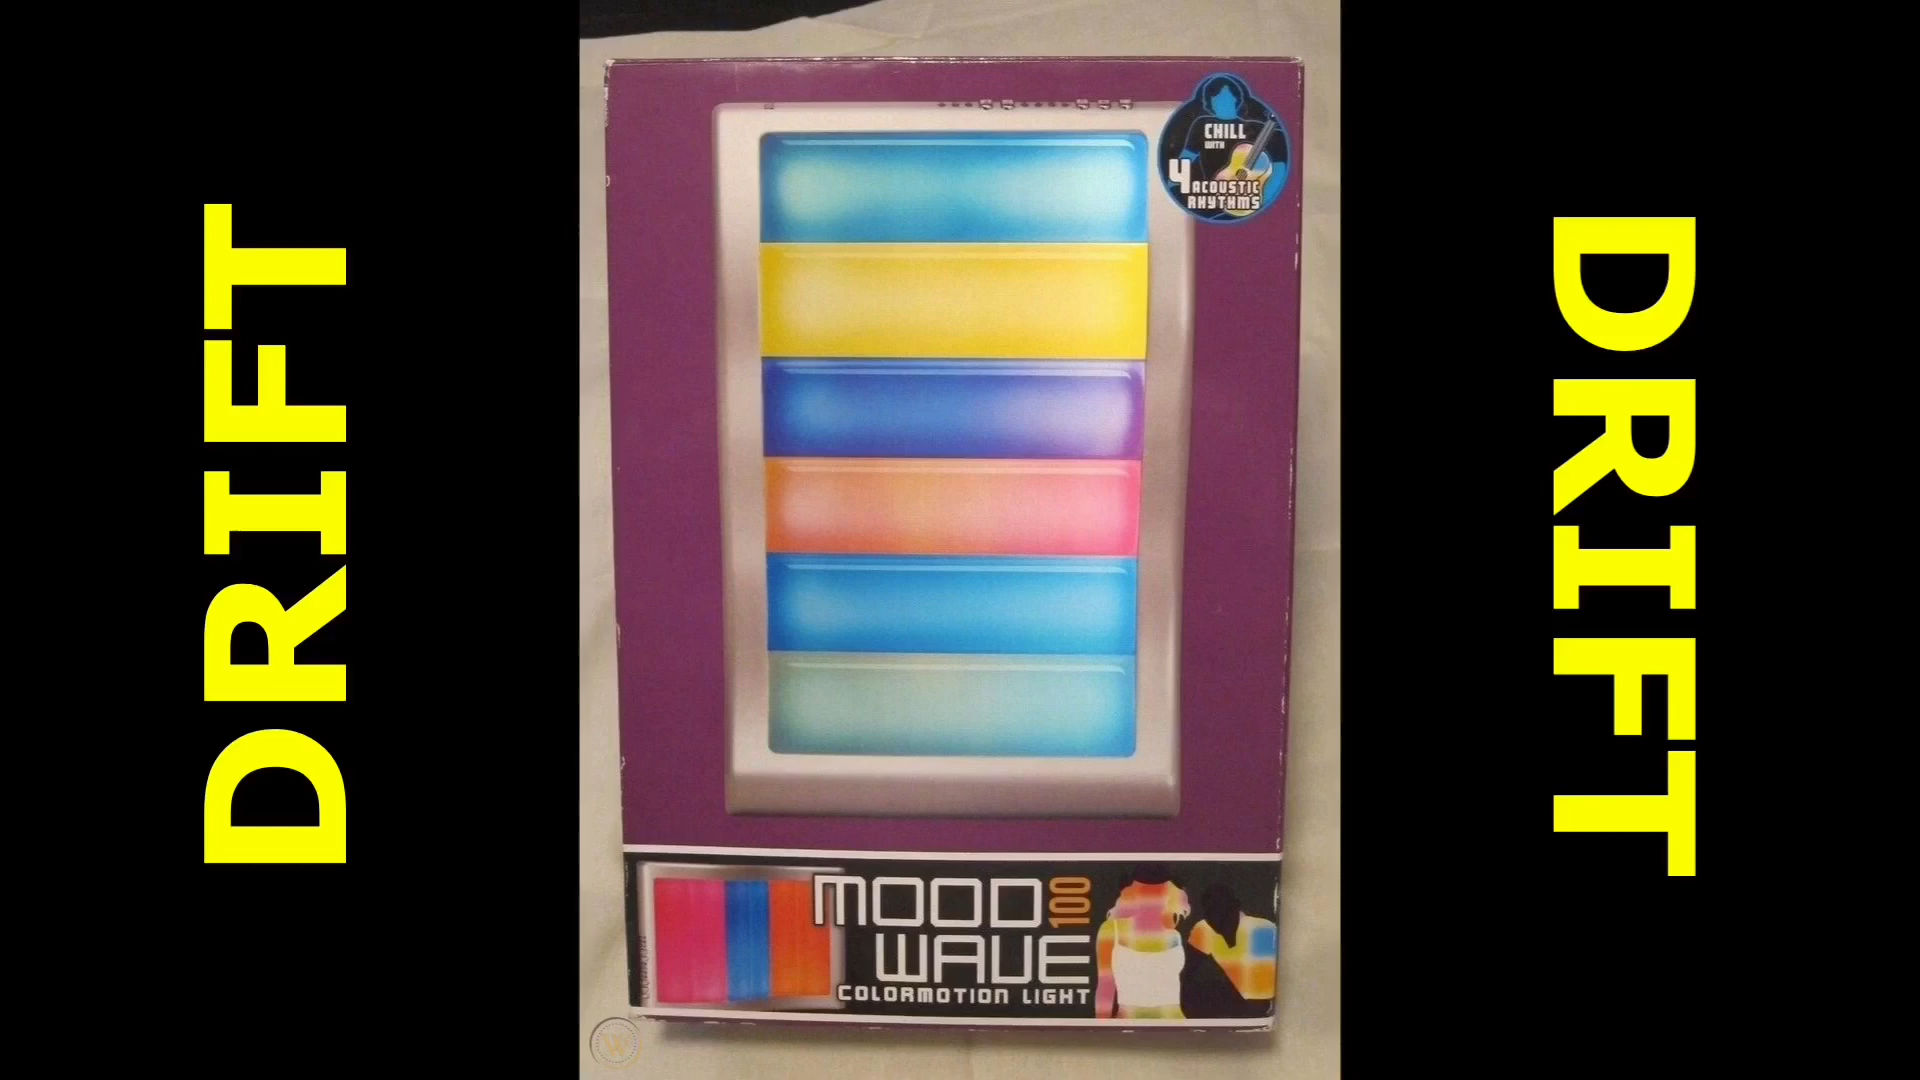 DRIFT
CHILL
WITH
4 ACOUSTIC
RHYTHMS
MOOD 100
WAVE
COLORMOTION LIGHT
W
DRIFT